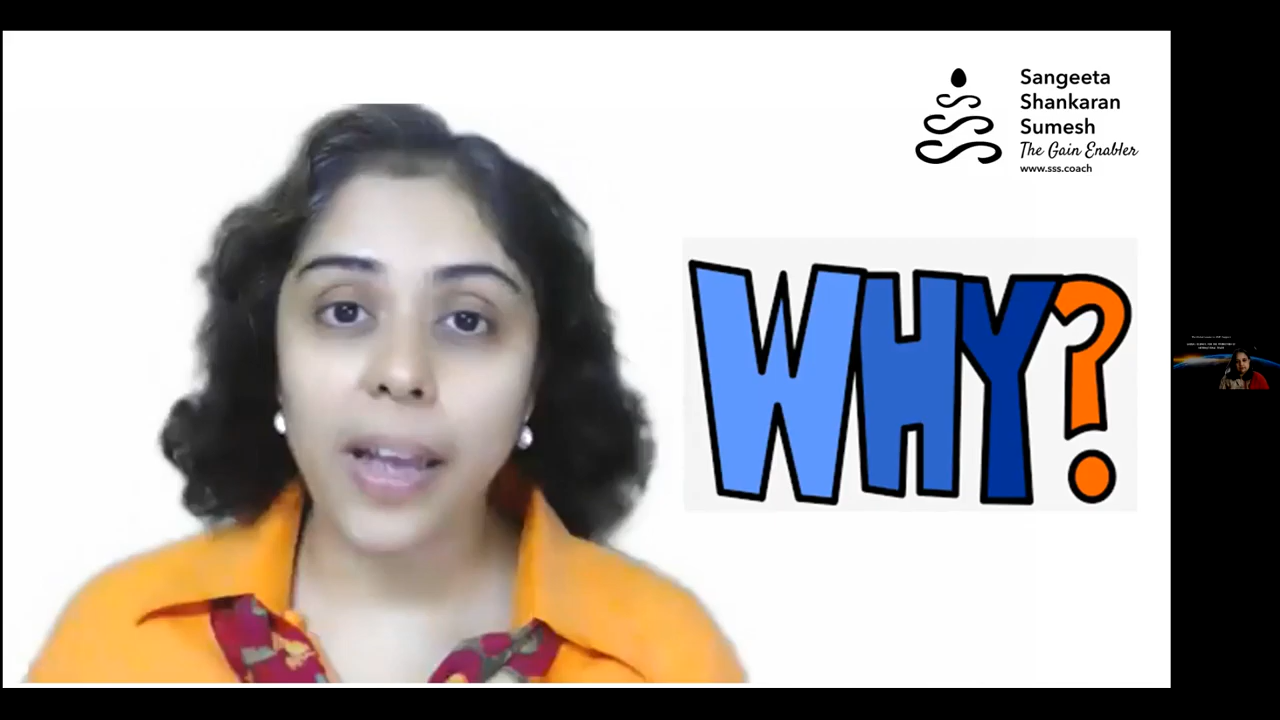 Sangeeta
Shankaran
Sumesh
The Gain Enabler
www.sss.coach
WHY?